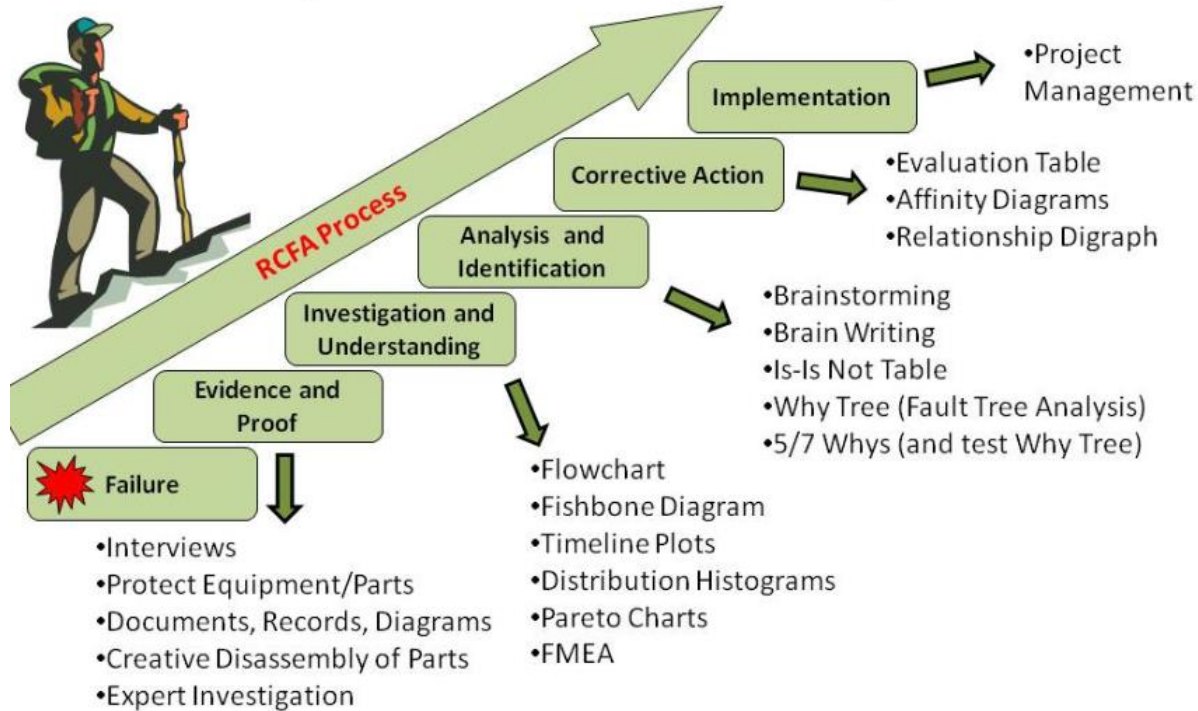 •Project
Management
Implementation
•Evaluation Table
•Affinity Diagrams
•Relationship Digraph
Corrective Action
RCFA Process
Analysis and
Identification
•Brainstorming
•Brain Writing
•Is-Is Not Table
•Why Tree (Fault Tree Analysis)
•5/7 Whys (and test Why Tree)
Investigation and
Understanding
•Flowchart
•Fishbone Diagram
•Timeline Plots
•Distribution Histograms
•Pareto Charts
•FMEA
Evidence and
Proof
Failure
•Interviews
•Protect Equipment/Parts
•Documents, Records, Diagrams
•Creative Disassembly of Parts
•Expert Investigation